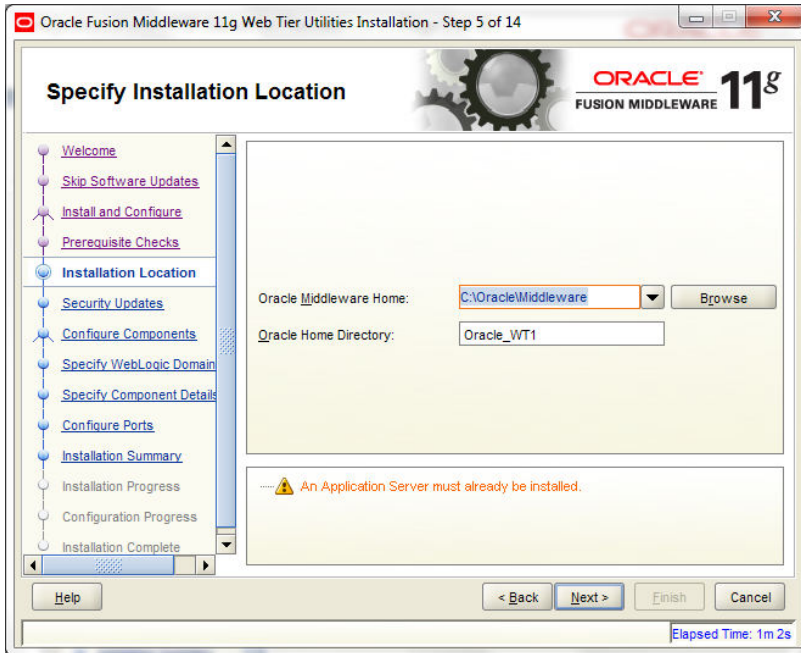 Oracle Fusion Middleware 11g Web Tier Utilities Installation - Step 5 of 14
Specify Installation Location
ORACLE
FUSION MIDDLEWARE 11g
Welcome
Skip Software Updates
Install and Configure
Prerequisite Checks
Installation Location
Security Updates
Configure Components
Specify WebLogic Domain
Specify Component Details
Configure Ports
Installation Summary
Installation Progress
Configuration Progress
Installation Complete
Oracle Middleware Home: C:\Oracle\Middleware Browse
Oracle Home Directory: Oracle_WT1
An Application Server must already be installed.
Help < Back Next > Finish Cancel
Elapsed Time: 1m 2s